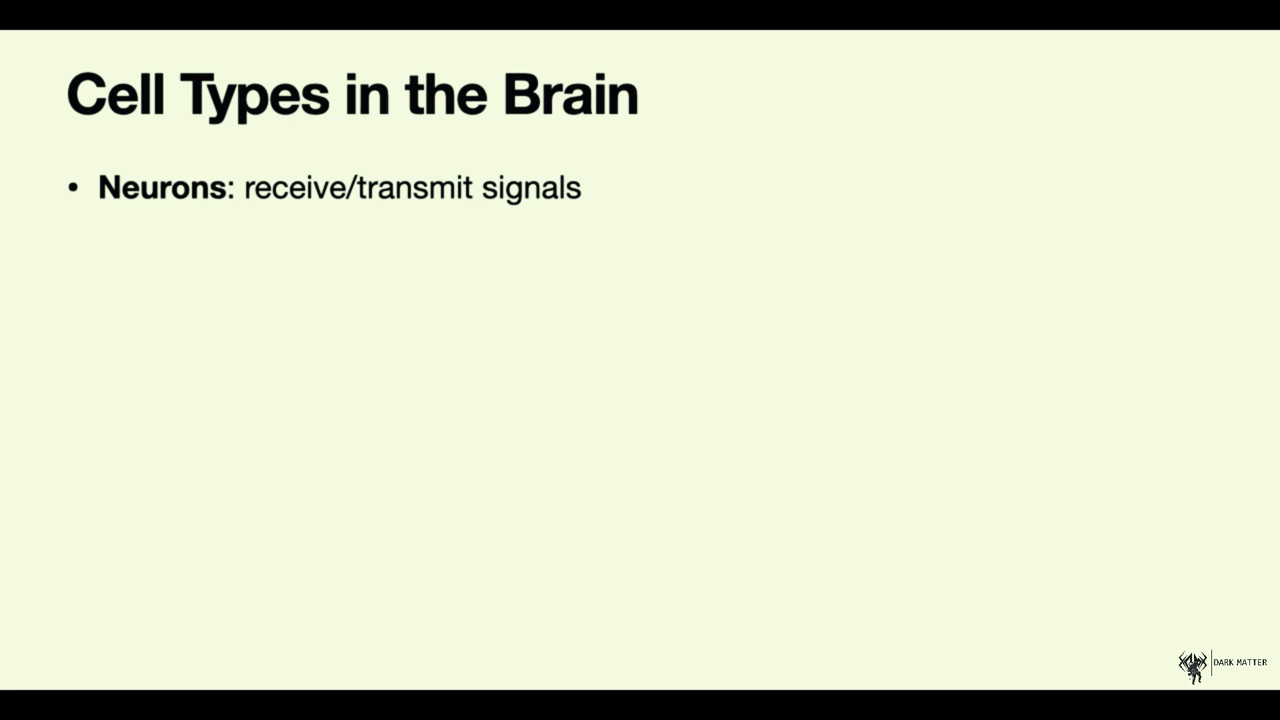 Cell Types in the Brain
• Neurons: receive/transmit signals
DARK MATTER